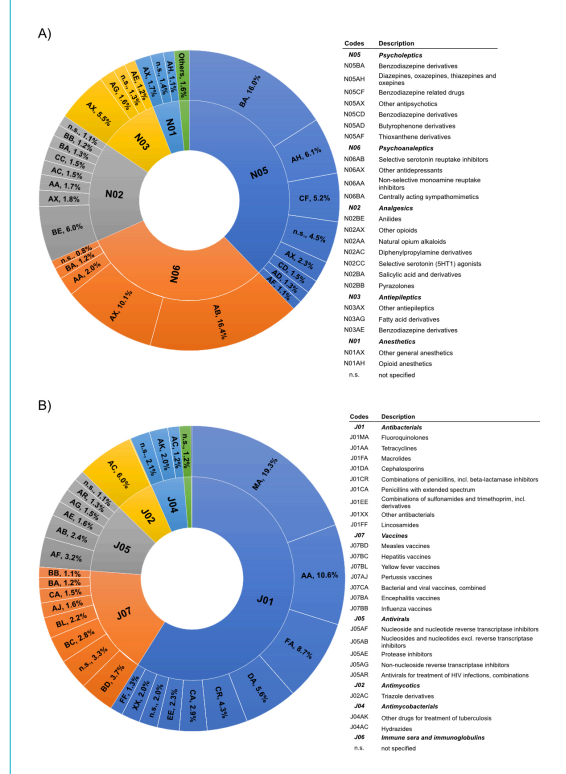 A)
BA, 16.0%
AH, 6.1%
CF, 5.2%
n.s., 4.5%
AX, 2.3%
CD, 1.5%
AD, 1.3%
AF, 1.1%
N05
AB, 16.4%
AX, 10.1%
AA, 2.0%
BA, 1.2%
n.s., 0.8%
N06
BE, 6.0%
AX, 1.8%
AA, 1.7%
AC, 1.5%
CC, 1.5%
BA, 1.3%
BB, 1.2%
n.s., 1.1%
N02
AX, 5.5%
AG, 1.6%
n.s., 1.3%
AE, 1.2%
N03
AX, 1.7%
n.s., 1.4%
AH, 1.1%
N01
Others, 1.6%
Codes Description
N05 Psycholeptics
N05BA Benzodiazepine derivatives
N05AH Diazepines, oxazepines, thiazepines and
oxepines
N05CF Benzodiazepine related drugs
N05AX Other antipsychotics
N05CD Benzodiazepine derivatives
N05AD Butyrophenone derivatives
N05AF Thioxanthene derivatives
N06 Psychoanaleptics
N06AB Selective serotonin reuptake inhibitors
N06AX Other antidepressants
N06AA Non-selective monoamine reuptake
inhibitors
N06BA Centrally acting sympathomimetics
N02 Analgesics
N02BE Anilides
N02AX Other opioids
N02AA Natural opium alkaloids
N02AC Diphenylpropylamine derivatives
N02CC Selective serotonin (5HT1) agonists
N02BA Salicylic acid and derivatives
N02BB Pyrazolones
N03 Antiepileptics
N03AX Other antiepileptics
N03AG Fatty acid derivatives
N03AE Benzodiazepine derivatives
N01 Anesthetics
N01AX Other general anesthetics
N01AH Opioid anesthetics
n.s. not specified
B)
MA, 19.3%
AA, 10.6%
FA, 8.7%
DA, 5.6%
CR, 4.3%
CA, 2.9%
EE, 2.3%
n.s., 2.0%
XX, 2.0%
FF, 1.3%
J01
BD, 3.7%
n.s., 3.3%
BC, 2.8%
BL, 2.2%
AJ, 1.6%
CA, 1.5%
BA, 1.2%
BB, 1.1%
J07
AF, 3.2%
AB, 2.4%
AE, 1.6%
AG, 1.5%
AR, 1.3%
n.s., 1.1%
J05
AC, 6.0%
J02
n.s., 2.1%
AK, 2.0%
AC, 1.2%
J04
n.s., 1.2%
Codes Description
J01 Antibacterials
J01MA Fluoroquinolones
J01AA Tetracyclines
J01FA Macrolides
J01DA Cephalosporins
J01CR Combinations of penicillins, incl. beta-lactamase inhibitors
J01CA Penicillins with extended spectrum
J01EE Combinations of sulfonamides and trimethoprim, incl.
derivatives
J01XX Other antibacterials
J01FF Lincosamides
J07 Vaccines
J07BD Measles vaccines
J07BC Hepatitis vaccines
J07BL Yellow fever vaccines
J07AJ Pertussis vaccines
J07CA Bacterial and viral vaccines, combined
J07BA Encephalitis vaccines
J07BB Influenza vaccines
J05 Antivirals
J05AF Nucleoside and nucleotide reverse transcriptase inhibitors
J05AB Nucleosides and nucleotides excl. reverse transcriptase
inhibitors
J05AE Protease inhibitors
J05AG Non-nucleoside reverse transcriptase inhibitors
J05AR Antivirals for treatment of HIV infections, combinations
J02 Antimycotics
J02AC Triazole derivatives
J04 Antimycobacterials
J04AK Other drugs for treatment of tuberculosis
J04AC Hydrazides
J06 Immune sera and immunoglobulins
n.s. not specified